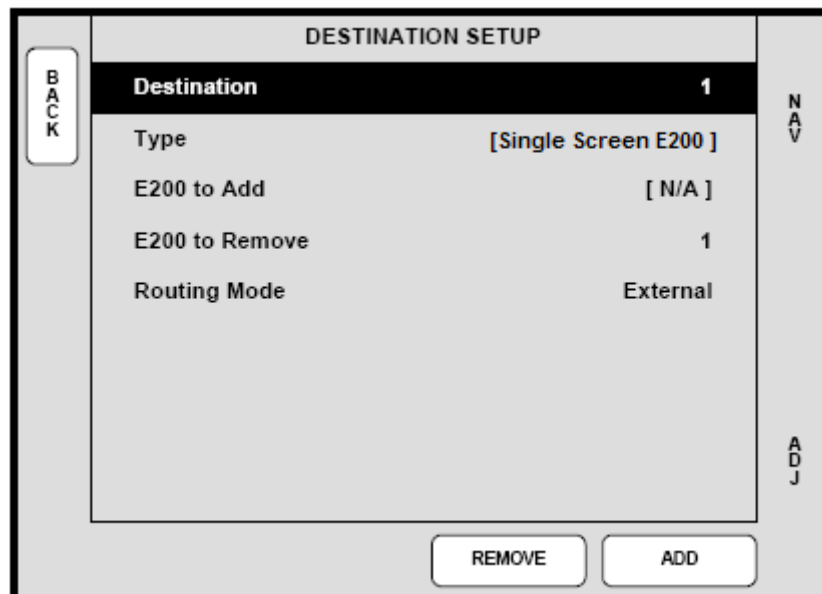 DESTINATION SETUP
BACK
Destination 1
NAV
Type [Single Screen E200 ]
E200 to Add [ N/A ]
E200 to Remove 1
Routing Mode External
ADJ
REMOVE ADD